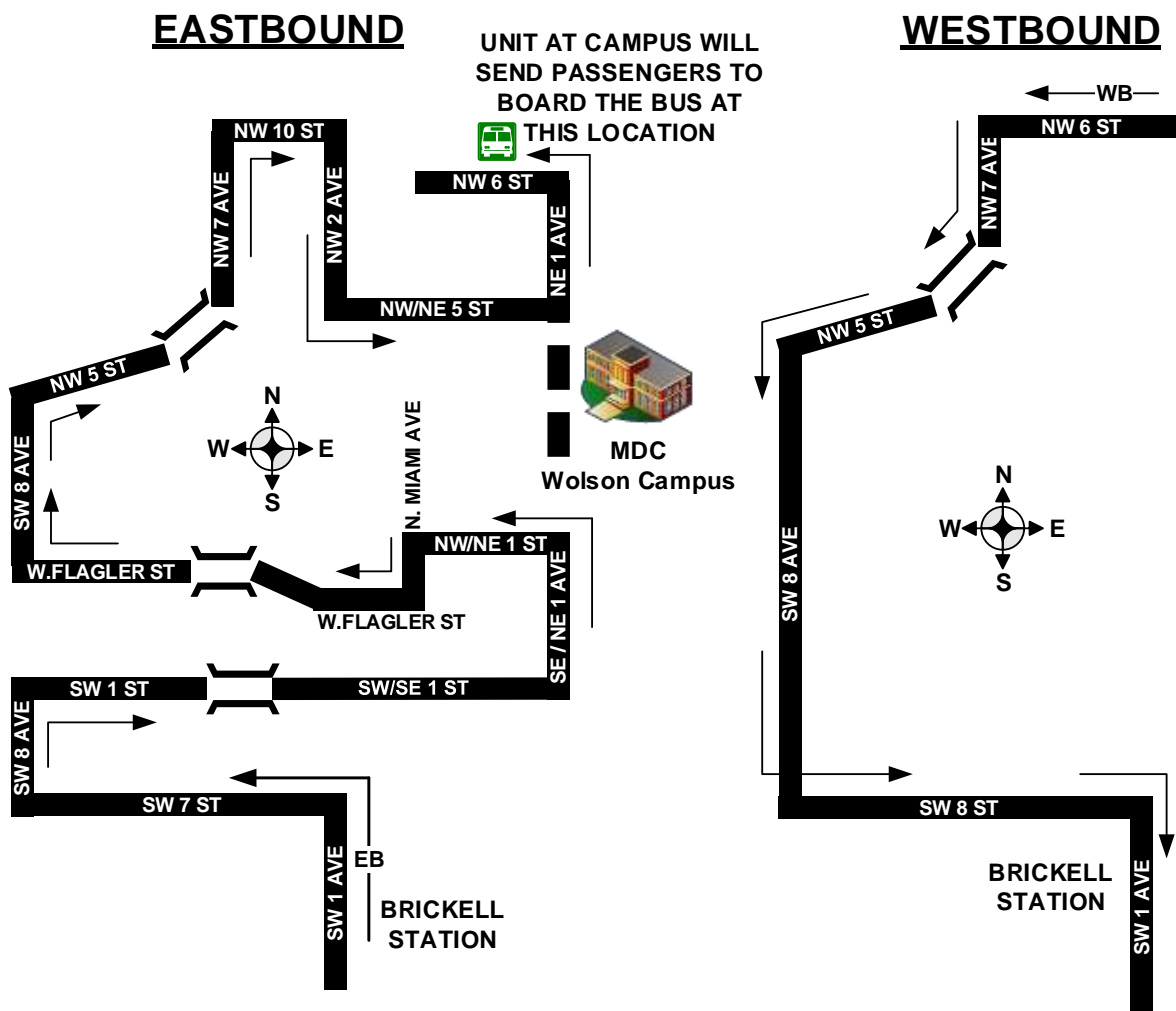 EASTBOUND
UNIT AT CAMPUS WILL
SEND PASSENGERS TO
BOARD THE BUS AT
THIS LOCATION
NW 10 ST
NW 7 AVE
NW 2 AVE
NW 6 ST
NE 1 AVE
NW/NE 5 ST
NW 5 ST
N
W
E
S
MDC
Wolson Campus
N. MIAMI AVE
SW 8 AVE
NW/NE 1 ST
W.FLAGLER ST
W.FLAGLER ST
SE / NE 1 AVE
SW 1 ST
SW/SE 1 ST
SW 8 AVE
SW 7 ST
SW 1 AVE
EB
BRICKELL
STATION
WESTBOUND
WB
NW 6 ST
NW 7 AVE
NW 5 ST
N
W
E
S
SW 8 AVE
SW 8 ST
BRICKELL
STATION
SW 1 AVE